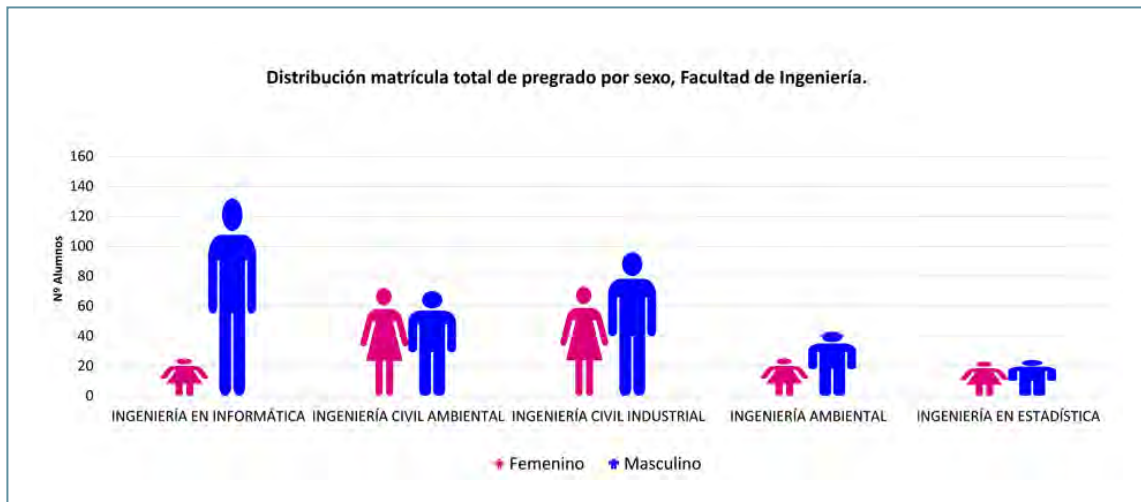 Distribución matrícula total de pregrado por sexo, Facultad de Ingeniería.
160
140
120
100
80
60
40
20
0
Nº Alumnos
INGENIERÍA EN INFORMÁTICA
INGENIERÍA CIVIL AMBIENTAL
INGENIERÍA CIVIL INDUSTRIAL
INGENIERÍA AMBIENTAL
INGENIERÍA EN ESTADÍSTICA
Femenino
Masculino